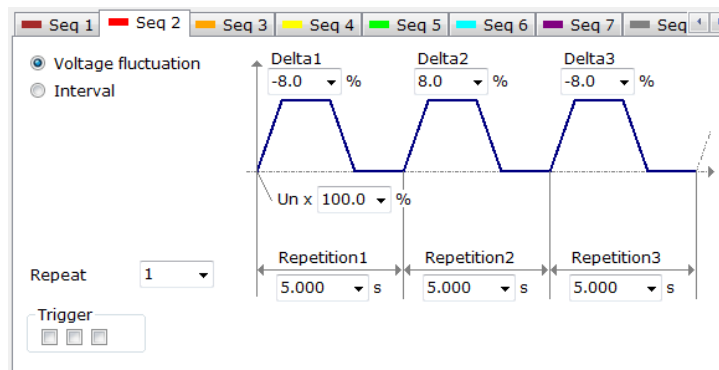 Seq 1 Seq 2 Seq 3 Seq 4 Seq 5 Seq 6 Seq 7 Seq
Voltage fluctuation
Interval
Delta1 Delta2 Delta3
-8.0 % 8.0 % -8.0 %
Un x 100.0 %
Repetition1 Repetition2 Repetition3
Repeat 1
5.000 s 5.000 s 5.000 s
Trigger